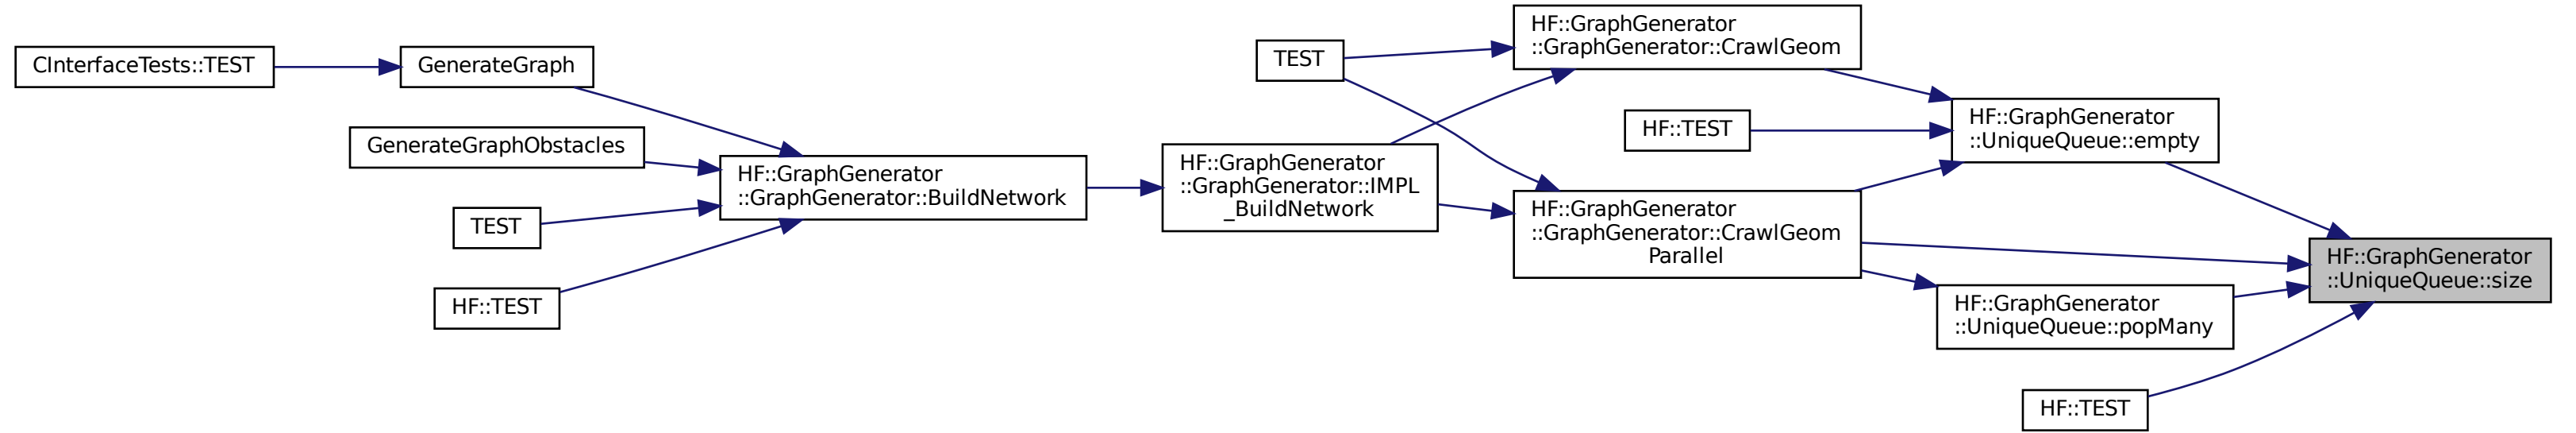 CInterfaceTests::TEST
GenerateGraph
GenerateGraphObstacles
TEST
HF::TEST
HF::GraphGenerator
::GraphGenerator::BuildNetwork
HF::GraphGenerator
::GraphGenerator::IMPL
_BuildNetwork
TEST
HF::GraphGenerator
::GraphGenerator::CrawlGeom
HF::TEST
HF::GraphGenerator
::GraphGenerator::CrawlGeom
Parallel
HF::GraphGenerator
::UniqueQueue::empty
HF::GraphGenerator
::UniqueQueue::popMany
HF::TEST
HF::GraphGenerator
::UniqueQueue::size